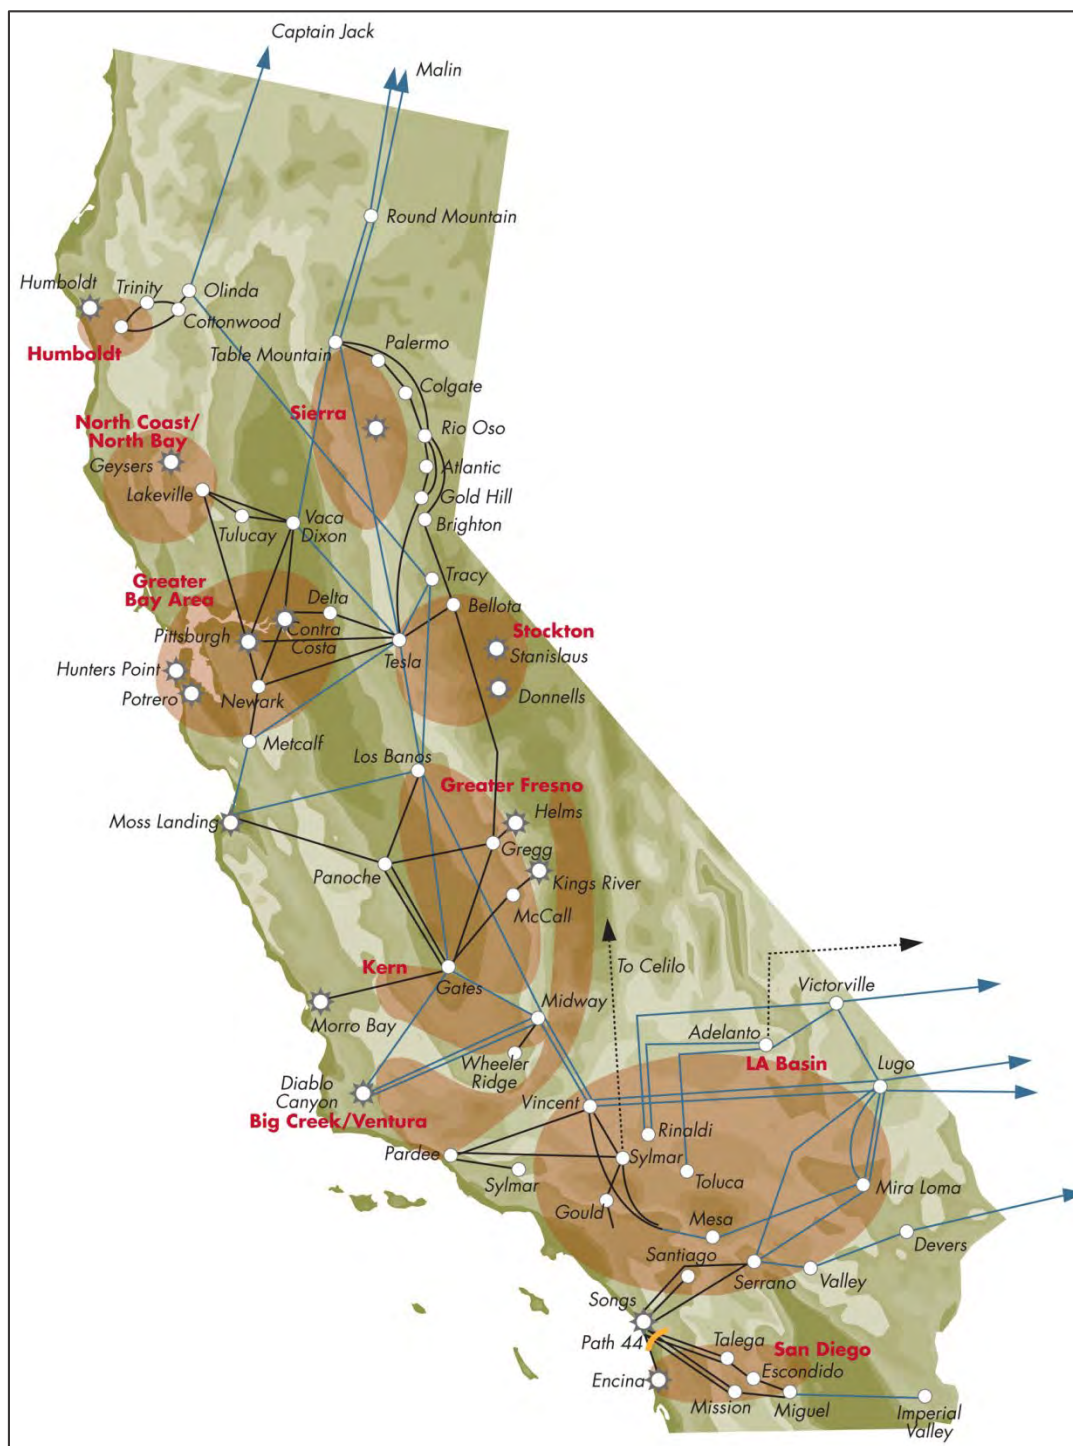 Captain Jack
Malin
Round Mountain
Humboldt
Trinity
Olinda
Cottonwood
Humboldt
Table Mountain
Palermo
Colgate
Sierra
Rio Oso
North Coast/
North Bay
Geysers
Atlantic
Lakeville
Gold Hill
Tulucay
Vaca
Dixon
Brighton
Greater
Bay Area
Tracy
Delta
Bellota
Pittsburgh
Contra
Costa
Stockton
Tesla
Stanislaus
Hunters Point
Potrero
Newark
Donnells
Metcalf
Los Banos
Greater Fresno
Moss Landing
Helms
Gregg
Panoche
Kings River
McCall
Kern
To Celilo
Gates
Victorville
Morro Bay
Midway
Adelanto
LA Basin
Wheeler
Ridge
Lugo
Diablo
Canyon
Big Creek/Ventura
Vincent
Rinaldi
Pardee
Sylmar
Sylmar
Toluca
Mira Loma
Gould
Mesa
Devers
Santiago
Serrano
Valley
Songs
Path 44
Talega
San Diego
Escondido
Encina
Mission
Miguel
Imperial
Valley